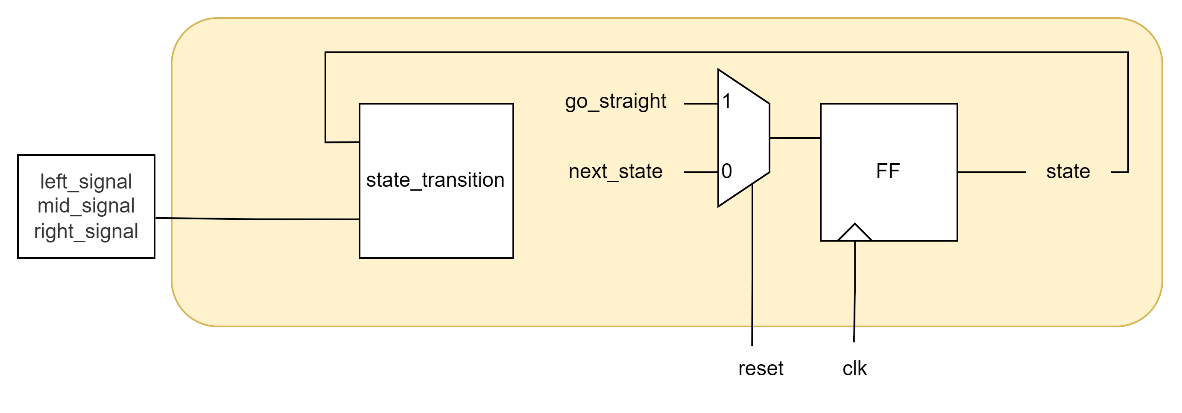 left_signal
mid_signal
right_signal
state_transition
go_straight
next_state
1
0
FF
state
reset
clk